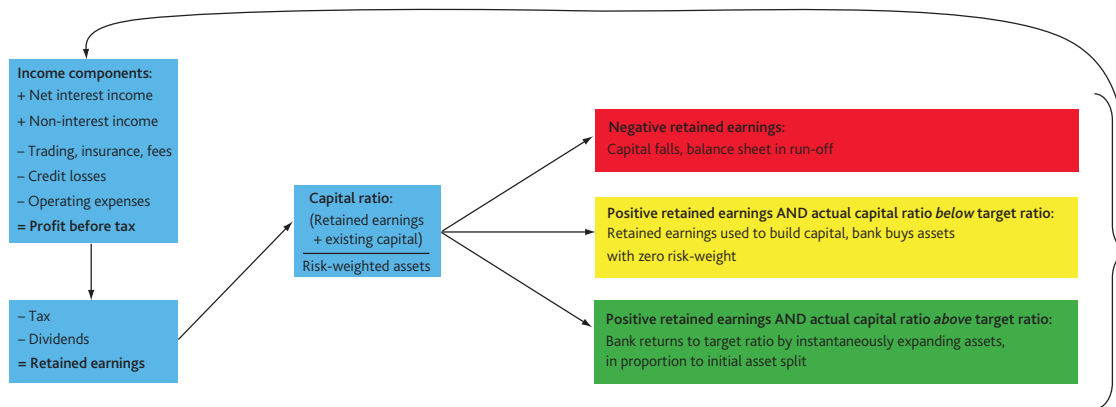 Income components:
+ Net interest income
+ Non-interest income
– Trading, insurance, fees
– Credit losses
– Operating expenses
= Profit before tax
– Tax
– Dividends
= Retained earnings
Capital ratio:
(Retained earnings
+ existing capital)
Risk-weighted assets
Negative retained earnings:
Capital falls, balance sheet in run-off
Positive retained earnings AND actual capital ratio below target ratio:
Retained earnings used to build capital, bank buys assets
with zero risk-weight
Positive retained earnings AND actual capital ratio above target ratio:
Bank returns to target ratio by instantaneously expanding assets,
in proportion to initial asset split